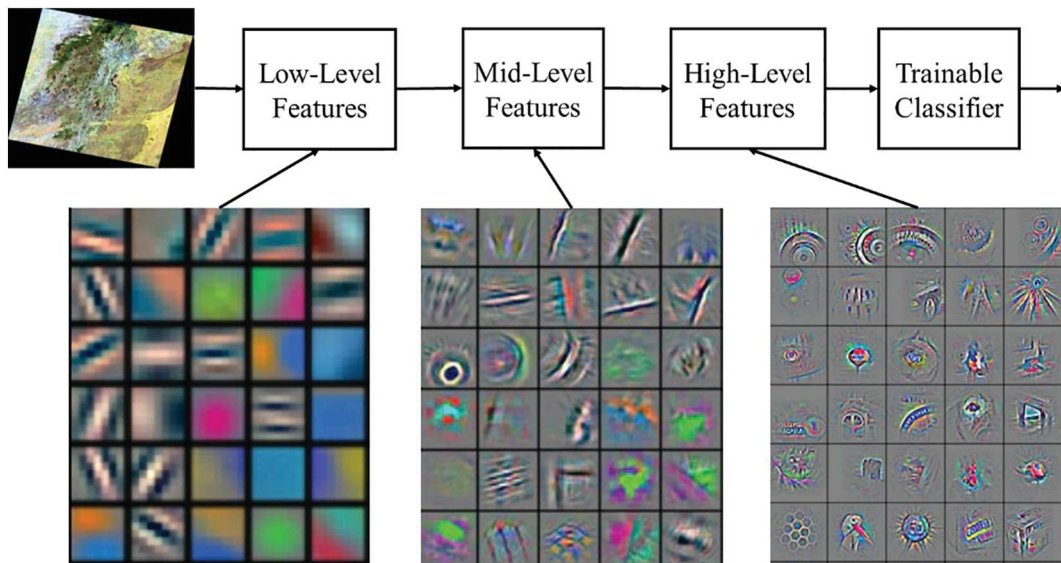 Low-Level
Features
Mid-Level
Features
High-Level
Features
Trainable
Classifier